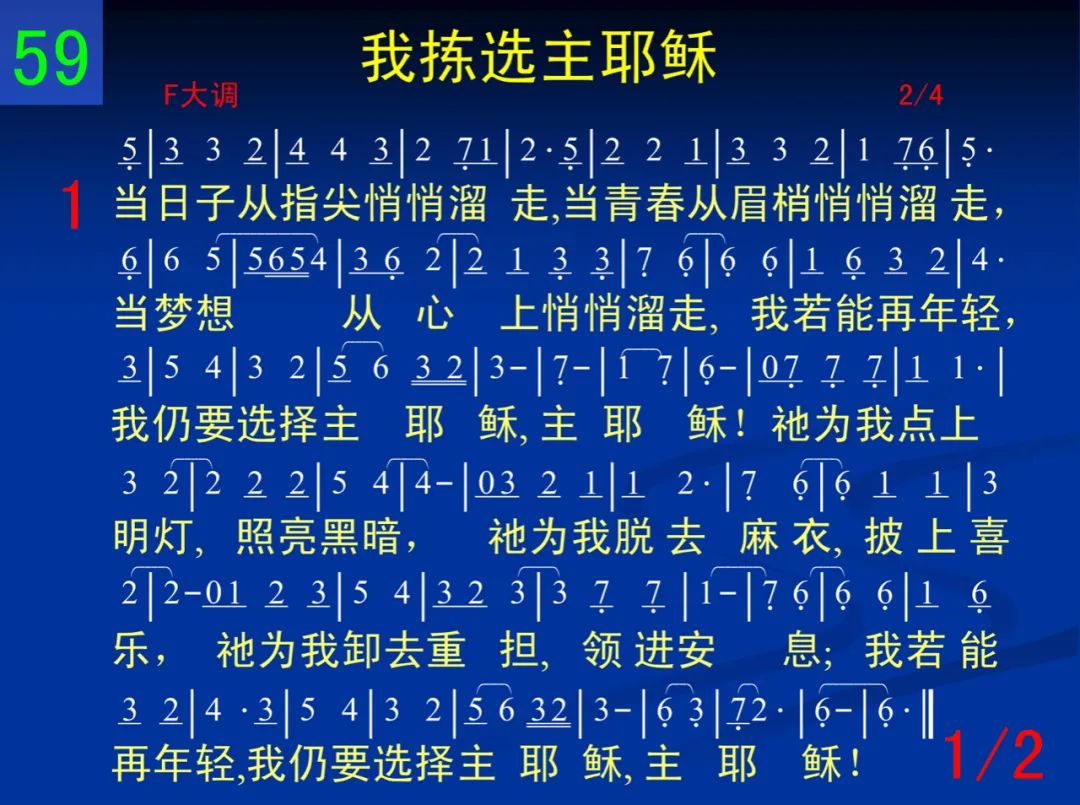 59
我拣选主耶稣
F大调 2/4
5|3 3 2|4 4 3|2 71|2·5|2 2 1|3 3 2|1 76|5·
1 当日子从指尖悄悄溜 走,当青春从眉梢悄悄溜 走，
6|6 5|5654|36 2|2 1 3 3|7 6|6 6|1 6 3 2|4·
当梦想 从 心 上悄悄溜走, 我若能再年轻，
3|5 4|3 2|5 6 32|3-|7-|1 7|6-|07 7 7|1 1·|
我仍要选择主 耶 稣, 主 耶 稣！祂为我点上
3 2|2 2 2|5 4|4-|03 2 1|1 2·|7 6|6 1 1|3
明灯, 照亮黑暗， 祂为我脱去 麻衣, 披上喜
2|2-01 2 3|5 4|32 3|3 7 7|1-|7 6|6 6|1 6
乐， 祂为我卸去重 担, 领进安 息; 我若能
3 2|4 ·3|5 4|3 2|56 32|3-|6 3|72·|6-|6·‖
再年轻,我仍要选择主 耶 稣, 主 耶 稣！
1/2